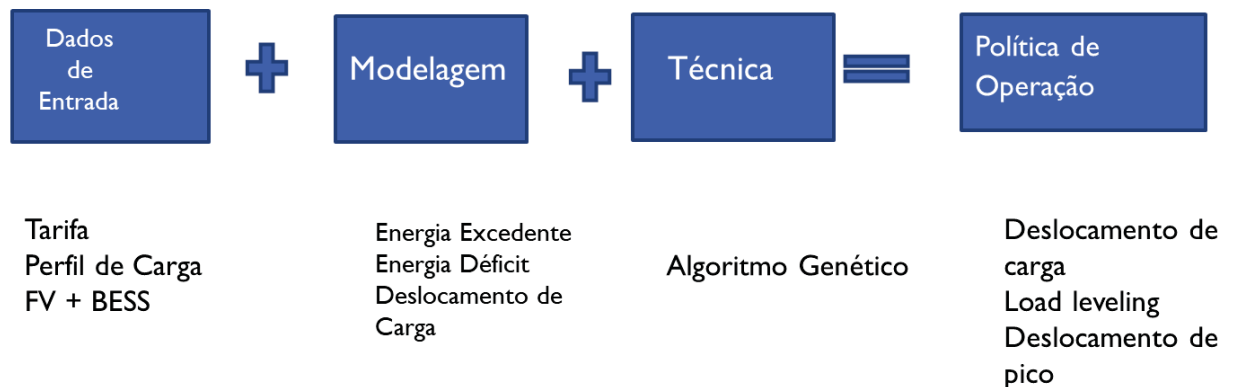 Dados
de
Entrada
Modelagem
Técnica
Política de
Operação
Tarifa
Perfil de Carga
FV + BESS
Energia Excedente
Energia Déficit
Deslocamento de
Carga
Algoritmo Genético
Deslocamento de
carga
Load leveling
Deslocamento de
pico